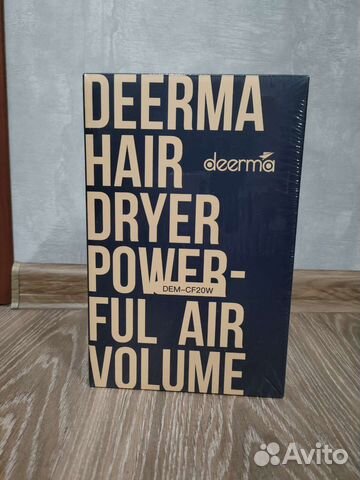 DEERMA
HAIR
deerma
DRYER
POWER-
DEM-CF20W
FUL AIR
VOLUME
Avito